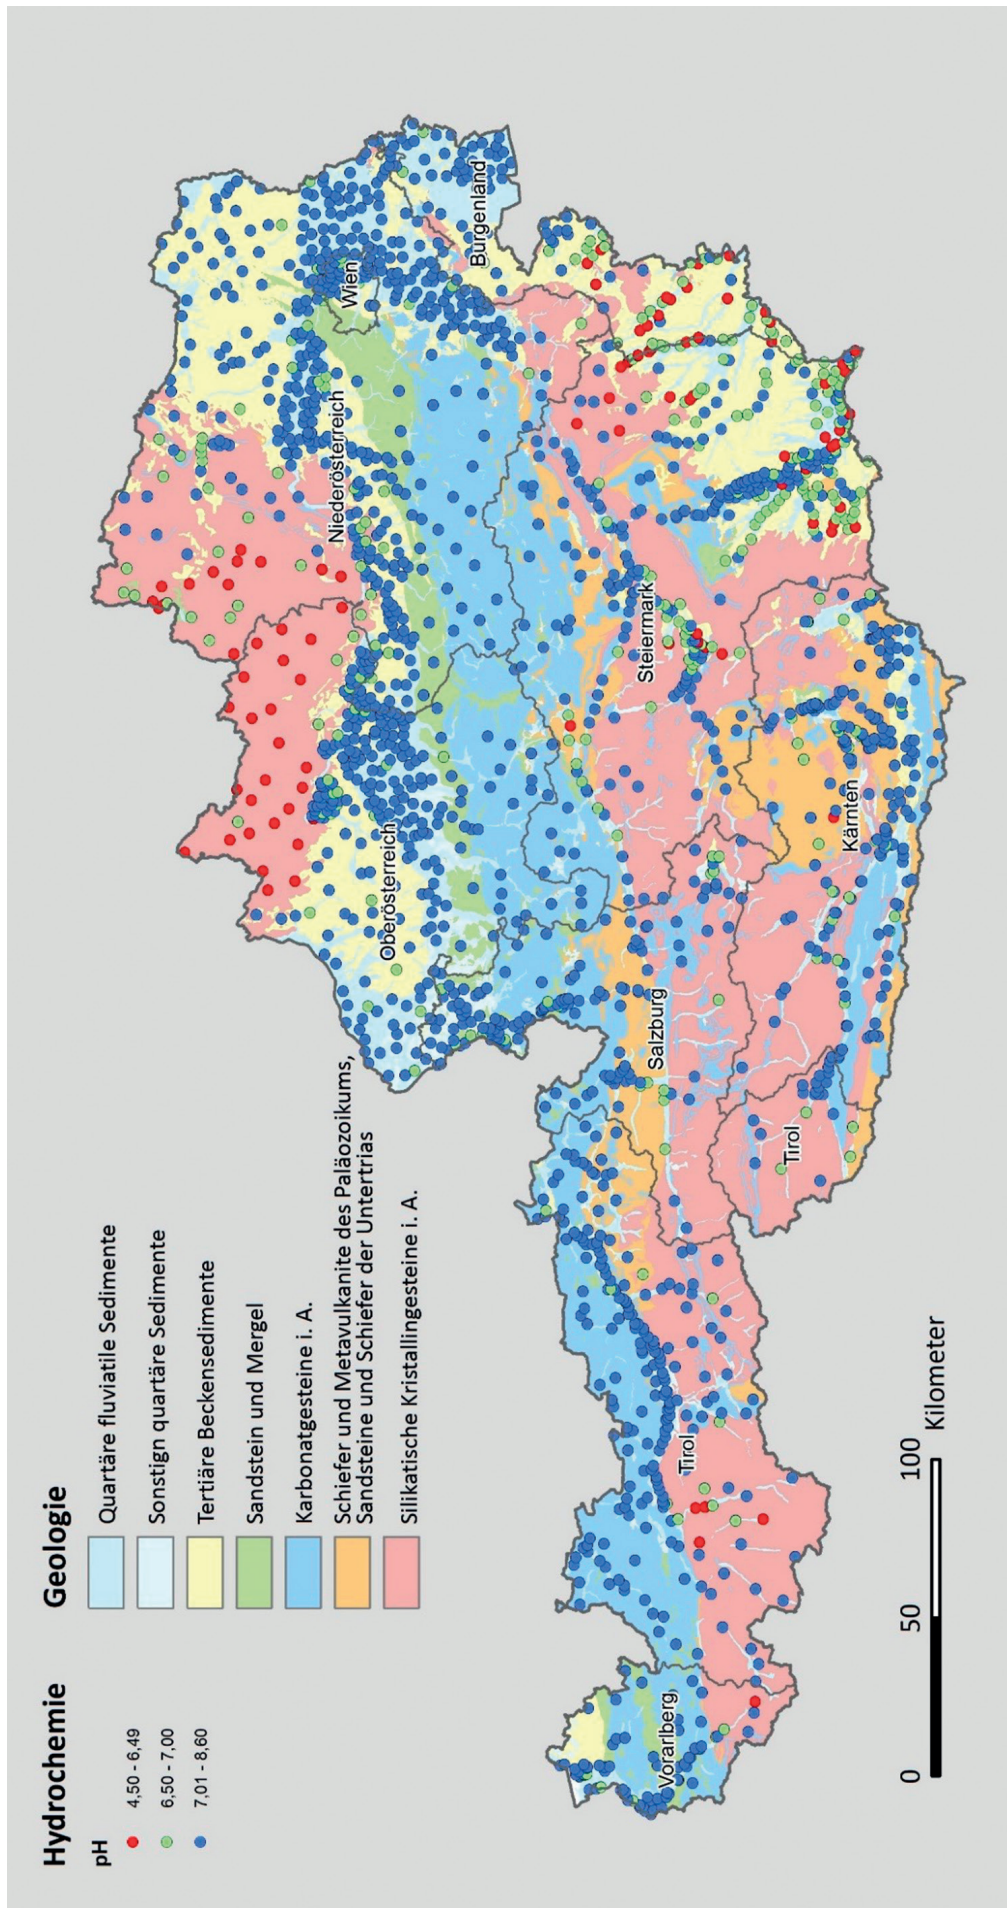 Hydrochemie
pH
4,50 - 6,49
6,50 - 7,00
7,01 - 8,60
Geologie
Quartäre fluviatile Sedimente
Sonstign quartäre Sedimente
Tertiäre Beckensedimente
Sandstein und Mergel
Karbonatgesteine i. A.
Schiefer und Metavulkanite des Paläozoikums,
Sandsteine und Schiefer der Untertrias
Silikatische Kristallingesteine i. A.
Vorarlberg
Tirol
Tirol
Salzburg
Kärnten
Oberösterreich
Steiermark
Niederösterreich
Wien
Burgenland
0
50
100
Kilometer